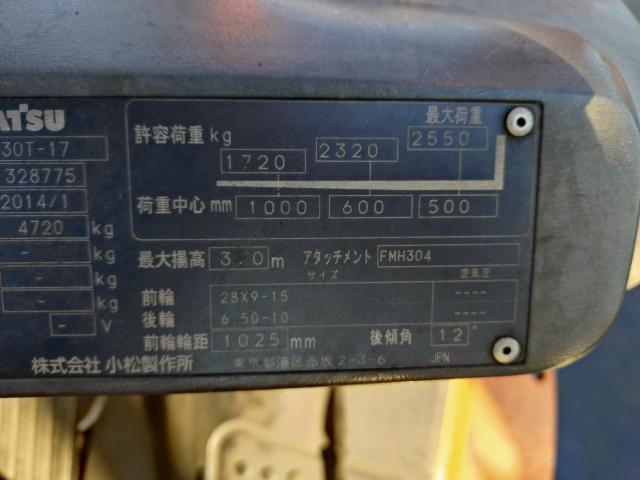 ATSU
30T-17
328775
2014/1
4720 kg
- kg
- kg
- V
最大荷重
許容荷重 kg 1720 2320 2550
荷重中心 mm 1000 600 500
最大揚高 3.0 m アタッチメント FMH304
サイズ 空気圧
前輪 28X9-15 ----
後輪 6.50-10 ----
前輪輪距 1025 mm 後傾角 12°
株式会社 小松製作所 東京都港区赤坂2-3-6 JPN